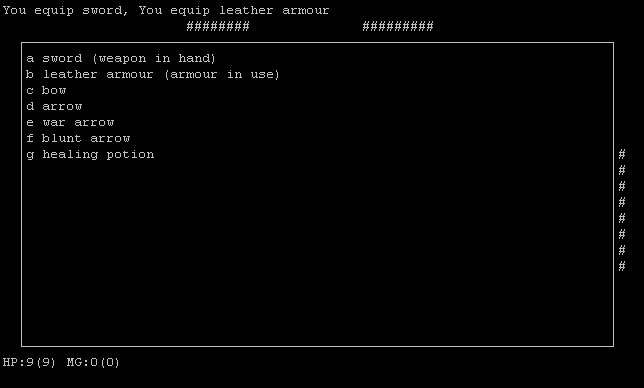 You equip sword, You equip leather armour
######## #########
a sword (weapon in hand)
b leather armour (armour in use)
c bow
d arrow
e war arrow
f blunt arrow
g healing potion #
#
#
#
#
#
#
#
HP:9(9) MG:0(0)